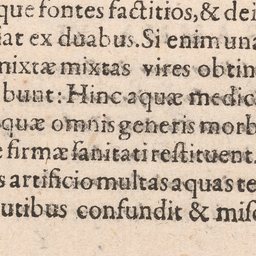 que fontes factitios, & dei
iat ex duabus. Si enim una
nixtæ mixtas vires obtin
bunt: Hinc aquæ medic
quæ omnis generis morb
e firmæ sanitati restituent.
s artificio multas aquas te
utibus confundit & misc